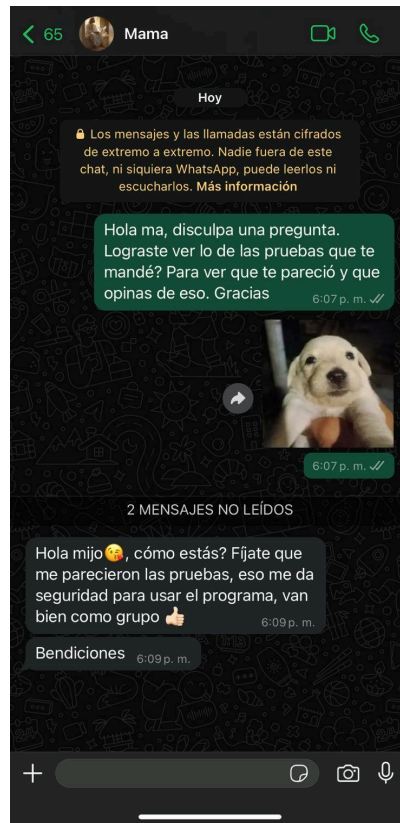 65 Mama
Hoy
Los mensajes y las llamadas están cifrados
de extremo a extremo. Nadie fuera de este
chat, ni siquiera WhatsApp, puede leerlos ni
escucharlos. Más información
Hola ma, disculpa una pregunta.
Lograste ver lo de las pruebas que te
mandé? Para ver que te pareció y que
opinas de eso. Gracias 6:07 p. m.
6:07 p. m.
2 MENSAJES NO LEÍDOS
Hola mijo😘, cómo estás? Fíjate que
me parecieron las pruebas, eso me da
seguridad para usar el programa, van
bien como grupo 👍🏻 6:09 p. m.
Bendiciones 6:09 p. m.